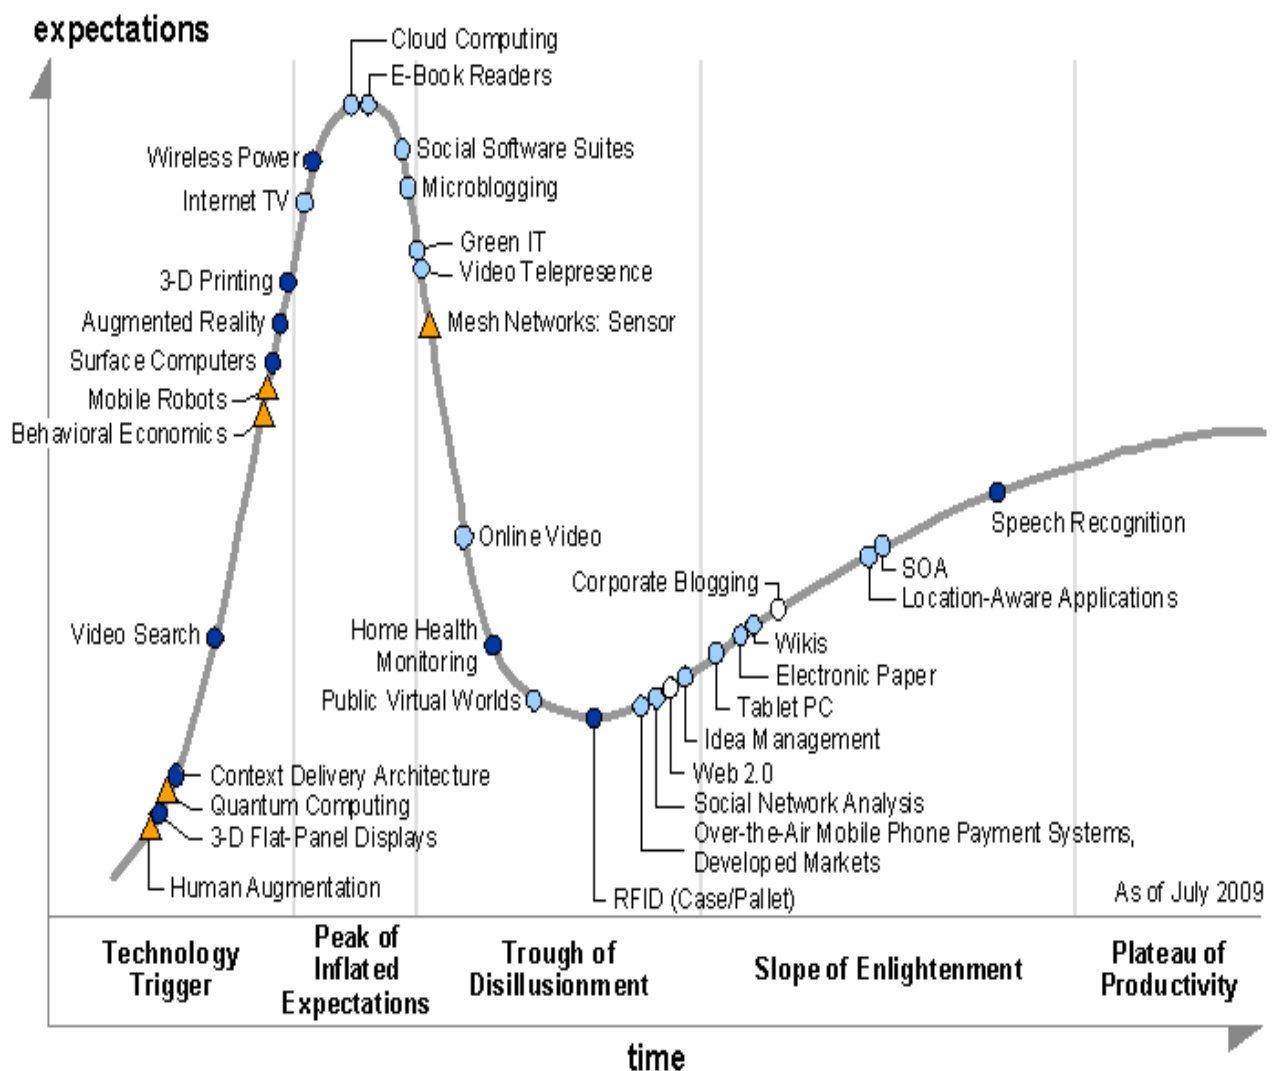 expectations
Cloud Computing
E-Book Readers
Wireless Power
Social Software Suites
Internet TV
Microblogging
Green IT
Video Telepresence
3-D Printing
Augmented Reality
Mesh Networks: Sensor
Surface Computers
Mobile Robots
Behavioral Economics
Online Video
Speech Recognition
SOA
Corporate Blogging
Location-Aware Applications
Video Search
Home Health
Monitoring
Wikis
Electronic Paper
Public Virtual Worlds
Tablet PC
Idea Management
Web 2.0
Context Delivery Architecture
Quantum Computing
Social Network Analysis
3-D Flat-Panel Displays
Over-the-Air Mobile Phone Payment Systems,
Developed Markets
Human Augmentation
RFID (Case/Pallet)
As of July 2009
Technology
Trigger
Peak of
Inflated
Expectations
Trough of
Disillusionment
Slope of Enlightenment
Plateau of
Productivity
time